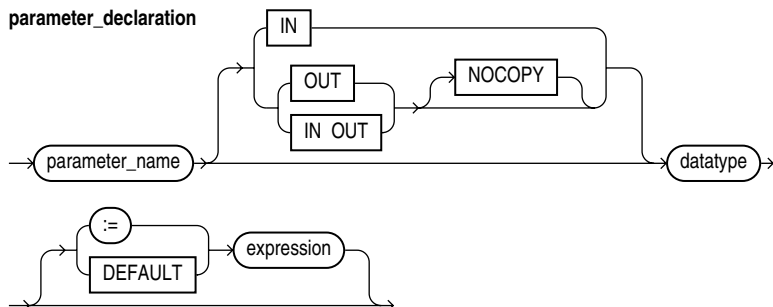 parameter_declaration
IN
OUT
NOCOPY
IN OUT
parameter_name
datatype
:=
DEFAULT
expression